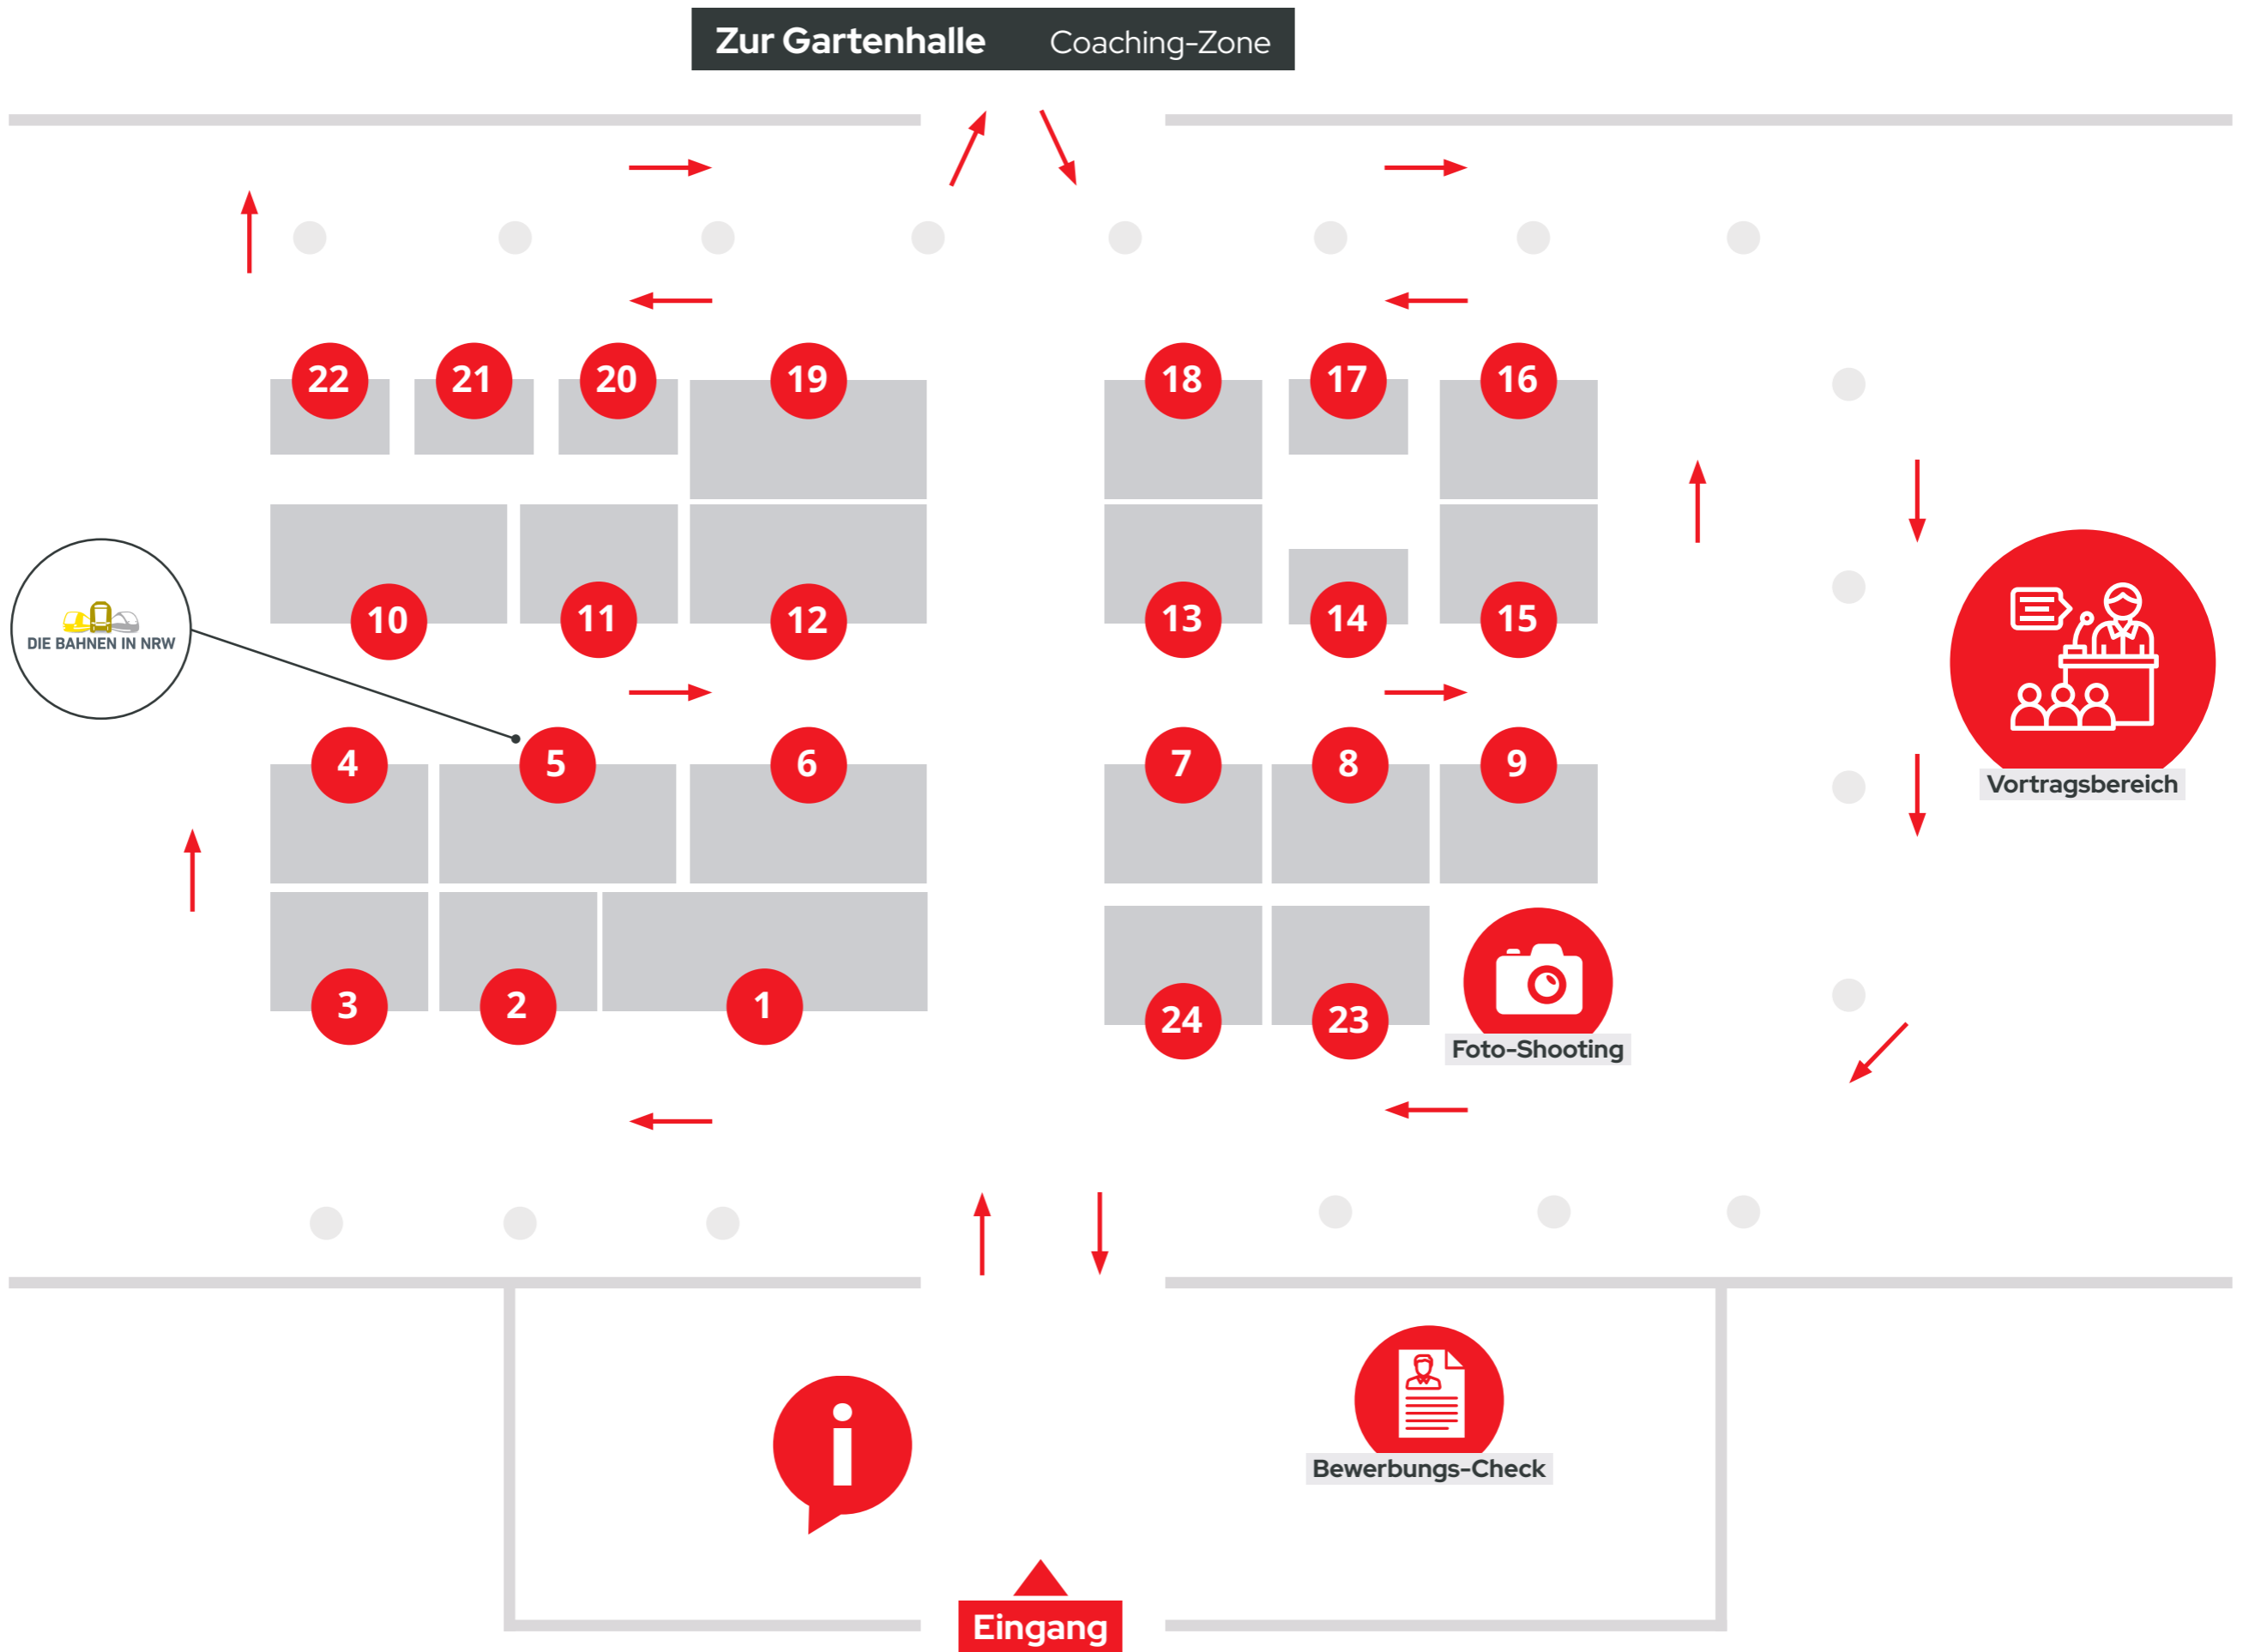 Zur Gartenhalle Coaching-Zone
22 21 20 19 18 17 16
10 11 12 13 14 15
DIE BAHNEN IN NRW
4 5 6 7 8 9
Vortragsbereich
3 2 1 24 23
Foto-Shooting
i
Bewerbungs-Check
Eingang